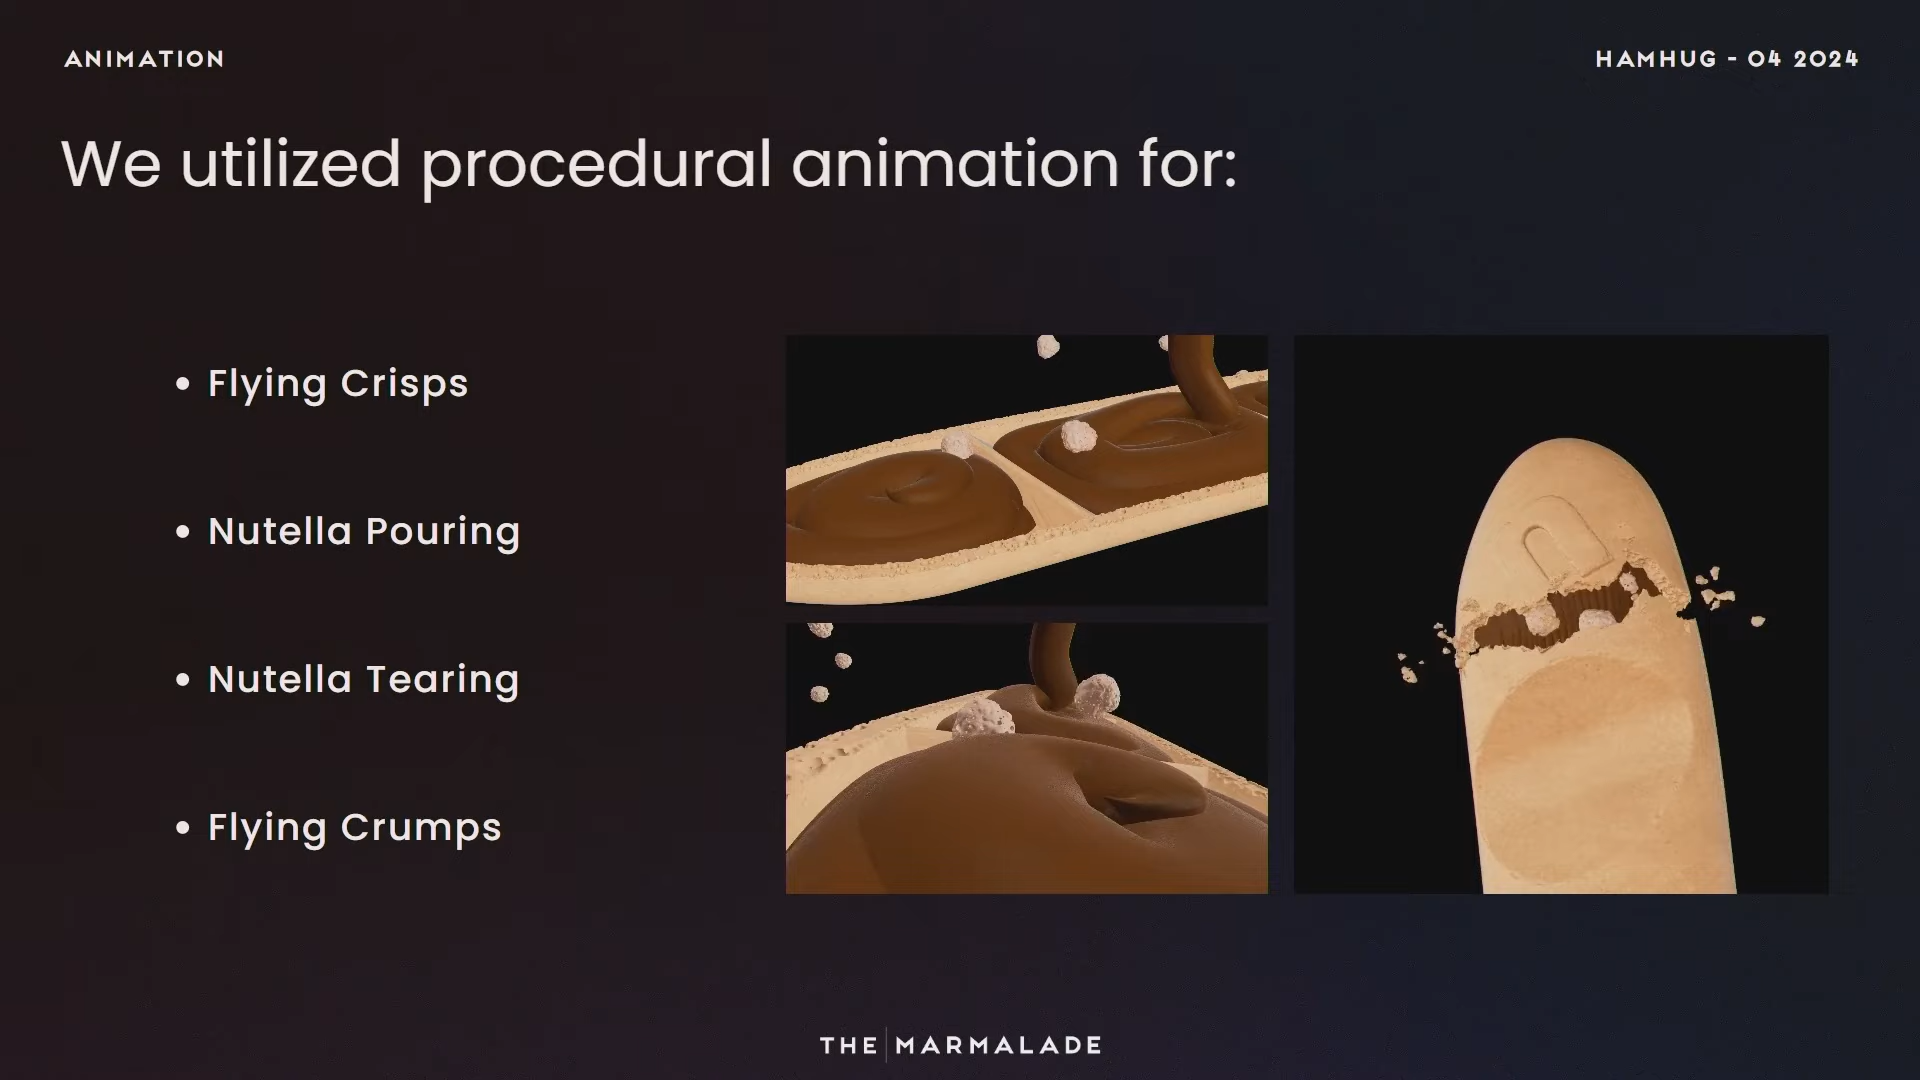 ANIMATION
HAMHUG - 04 2024
We utilized procedural animation for:
• Flying Crisps
• Nutella Pouring
• Nutella Tearing
• Flying Crumps
THE MARMALADE